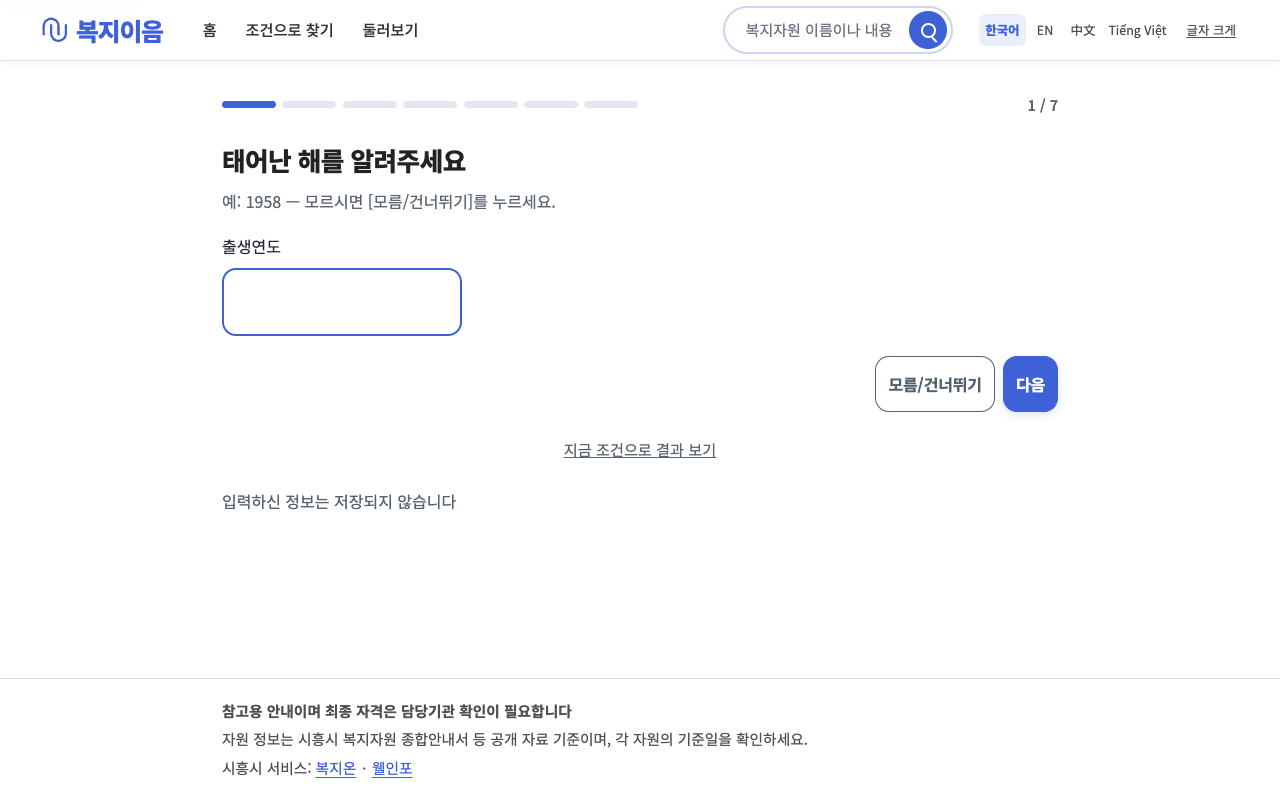 복지이음 홈 조건으로 찾기 둘러보기 복지자원 이름이나 내용 한국어 EN 中文 Tiếng Việt 글자 크게
1 / 7
태어난 해를 알려주세요
예: 1958 — 모르시면 [모름/건너뛰기]를 누르세요.
출생연도
모름/건너뛰기 다음
지금 조건으로 결과 보기
입력하신 정보는 저장되지 않습니다
참고용 안내이며 최종 자격은 담당기관 확인이 필요합니다
자원 정보는 시흥시 복지자원 종합안내서 등 공개 자료 기준이며, 각 자원의 기준일을 확인하세요.
시흥시 서비스: 복지온 · 웰인포